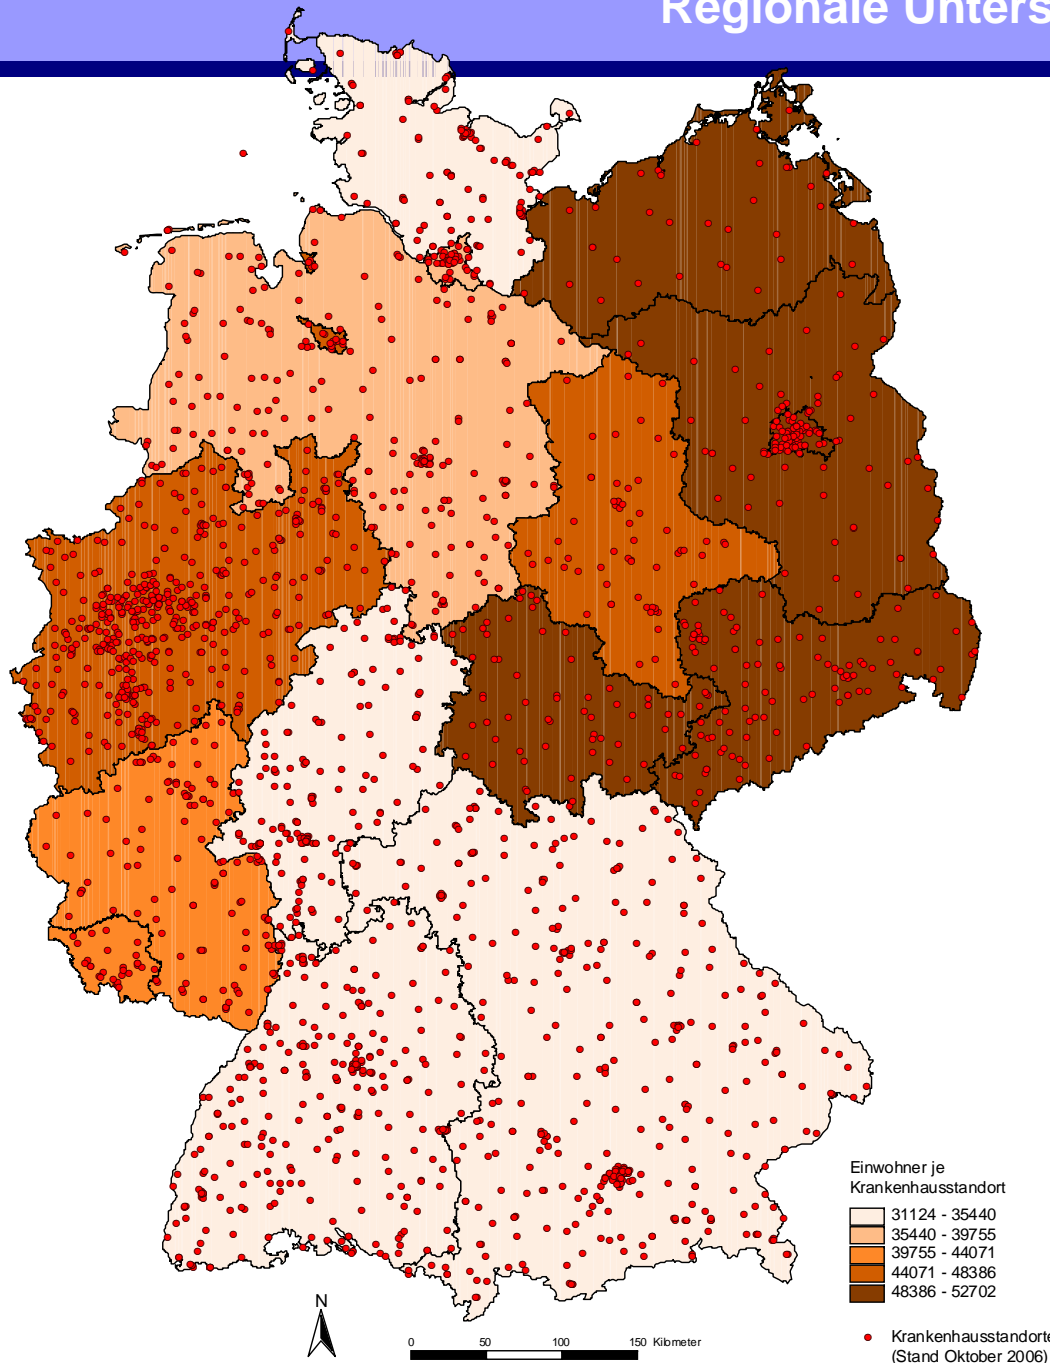 Regionale Unters
Einwohner je
Krankenhausstandort
31124 - 35440
35440 - 39755
39755 - 44071
44071 - 48386
48386 - 52702
Krankenhausstandorte
(Stand Oktober 2006)
N
0 50 100 150 Kilometer